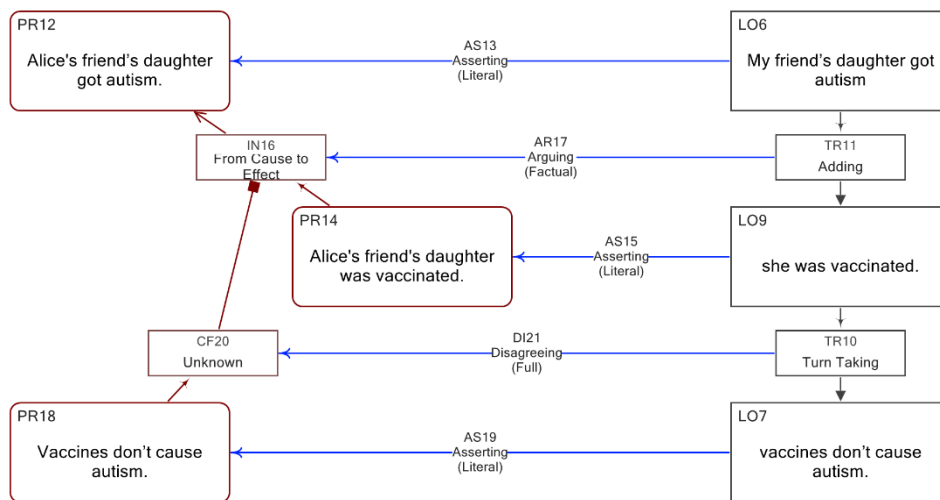 PR12
Alice's friend’s daughter
got autism.
AS13
Asserting
(Literal)
LO6
My friend’s daughter got
autism
IN16
From Cause to
Effect
AR17
Arguing
(Factual)
TR11
Adding
PR14
Alice's friend's daughter
was vaccinated.
AS15
Asserting
(Literal)
LO9
she was vaccinated.
CF20
Unknown
DI21
Disagreeing
(Full)
TR10
Turn Taking
PR18
Vaccines don’t cause
autism.
AS19
Asserting
(Literal)
LO7
vaccines don’t cause
autism.